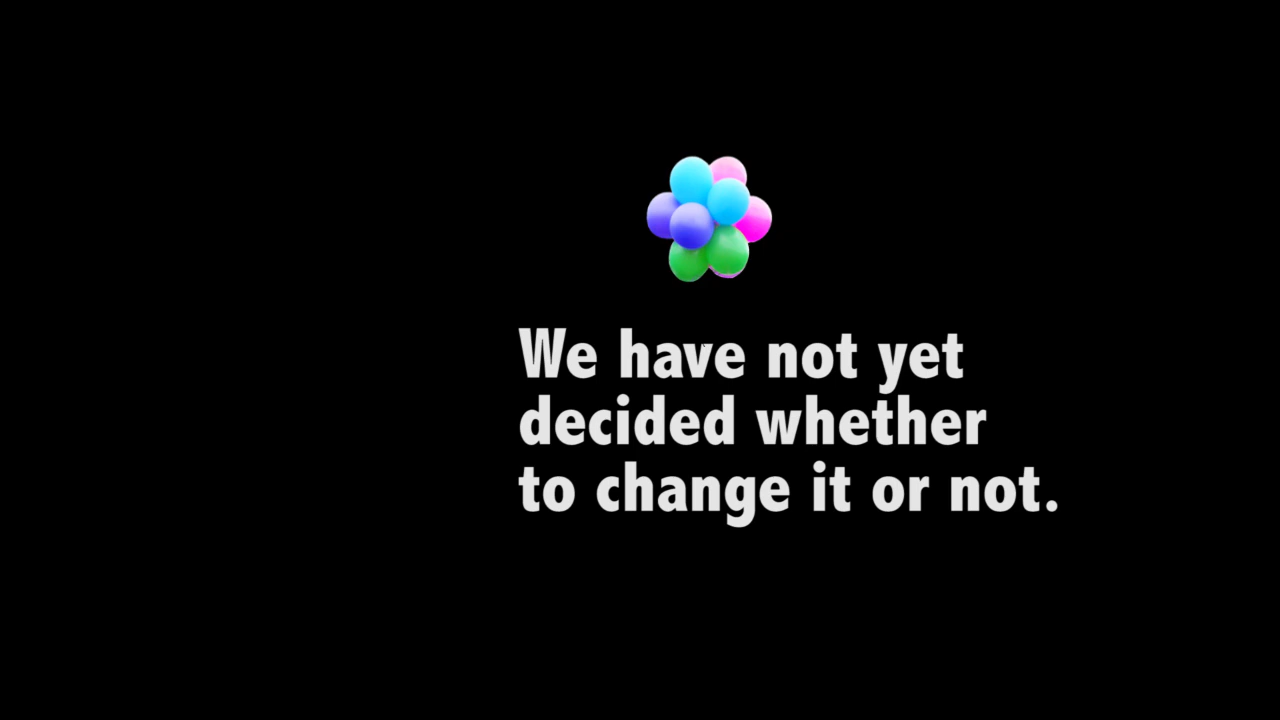 We have not yet
decided whether
to change it or not.